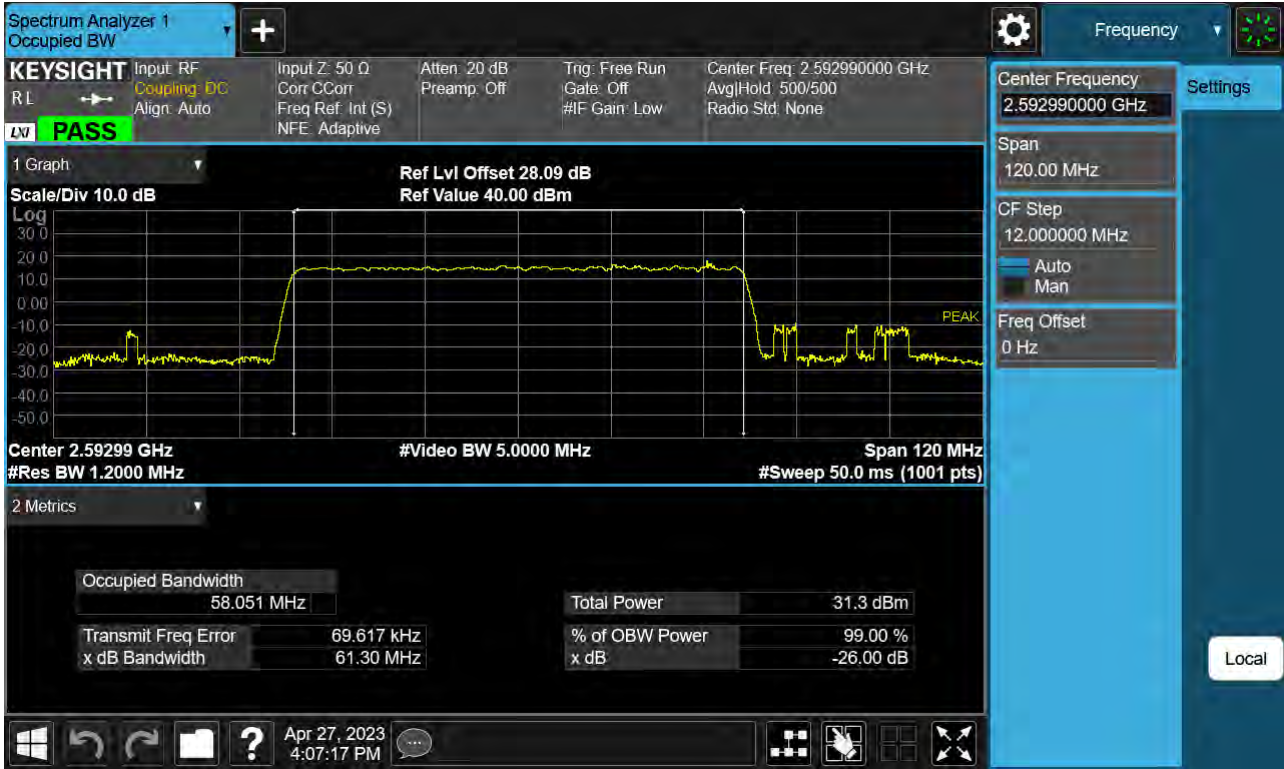 Spectrum Analyzer 1
Occupied BW
Frequency
KEYSIGHT
R L
LXI
PASS
Input: RF
Coupling: DC
Align: Auto
Input Z: 50 Ω
Corr CCorr
Freq Ref: Int (S)
NFE: Adaptive
Atten: 20 dB
Preamp: Off
Trig: Free Run
Gate: Off
#IF Gain: Low
Center Freq: 2.592990000 GHz
Avg|Hold: 500/500
Radio Std: None
1 Graph
Scale/Div 10.0 dB
Ref Lvl Offset 28.09 dB
Ref Value 40.00 dBm
Log
30.0
20.0
10.0
0.00
-10.0
-20.0
-30.0
-40.0
-50.0
PEAK
Center 2.59299 GHz
#Video BW 5.0000 MHz
Span 120 MHz
#Res BW 1.2000 MHz
#Sweep 50.0 ms (1001 pts)
2 Metrics
Occupied Bandwidth
58.051 MHz
Total Power 31.3 dBm
Transmit Freq Error 69.617 kHz
% of OBW Power 99.00 %
x dB Bandwidth 61.30 MHz
x dB -26.00 dB
Center Frequency
2.592990000 GHz
Span
120.00 MHz
CF Step
12.000000 MHz
Auto
Man
Freq Offset
0 Hz
Settings
Local
?
Apr 27, 2023
4:07:17 PM